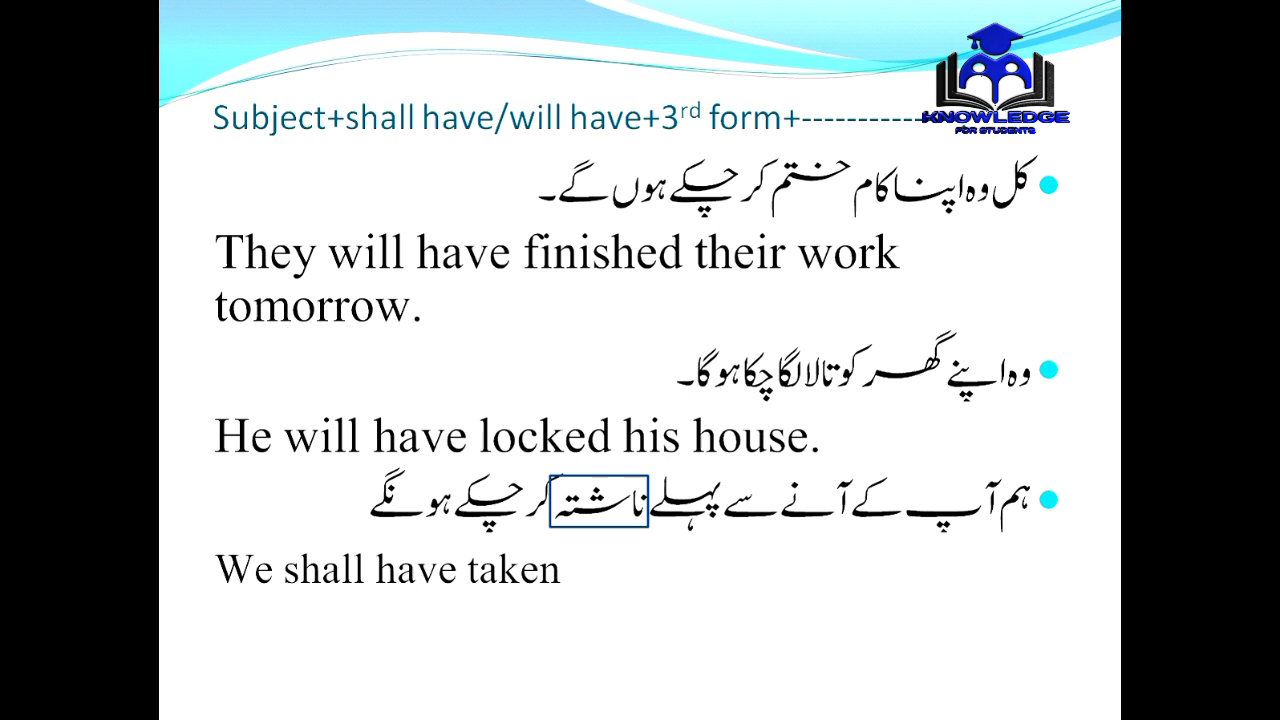 KNOWLEDGE
FOR STUDENTS
Subject+shall have/will have+3rd form+------------
کل وہ اپنا کام ختم کر چکے ہوں گے۔
They will have finished their work
tomorrow.
وہ اپنے گھر کو تالا لگا چکا ہو گا۔
He will have locked his house.
ہم آپ کے آنے سے پہلے ناشتہ کر چکے ہونگے
We shall have taken